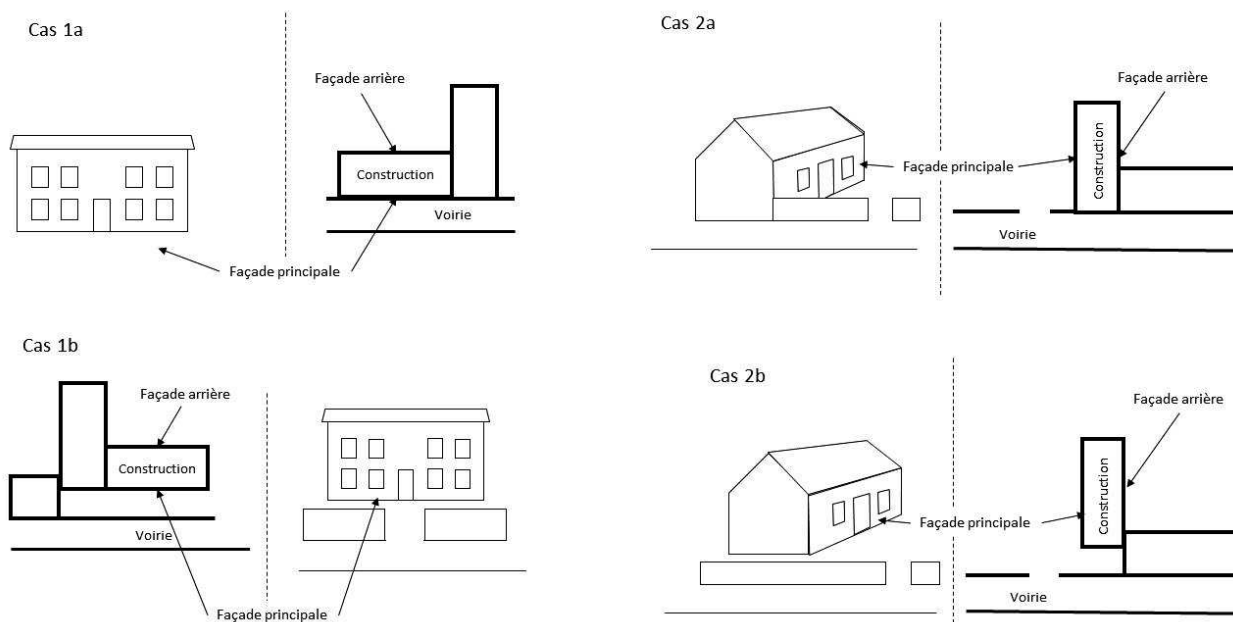 Cas 1a
Façade arrière
Construction
Voirie
Façade principale
Cas 2a
Façade arrière
Façade principale
Construction
Voirie
Cas 1b
Façade arrière
Construction
Voirie
Façade principale
Cas 2b
Façade arrière
Construction
Façade principale
Voirie